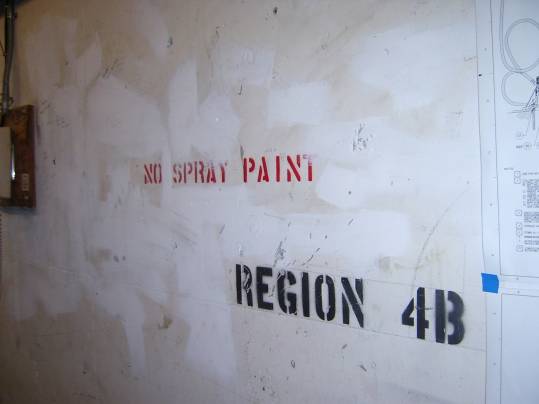 NO SPRAY PAINT
REGION 4B